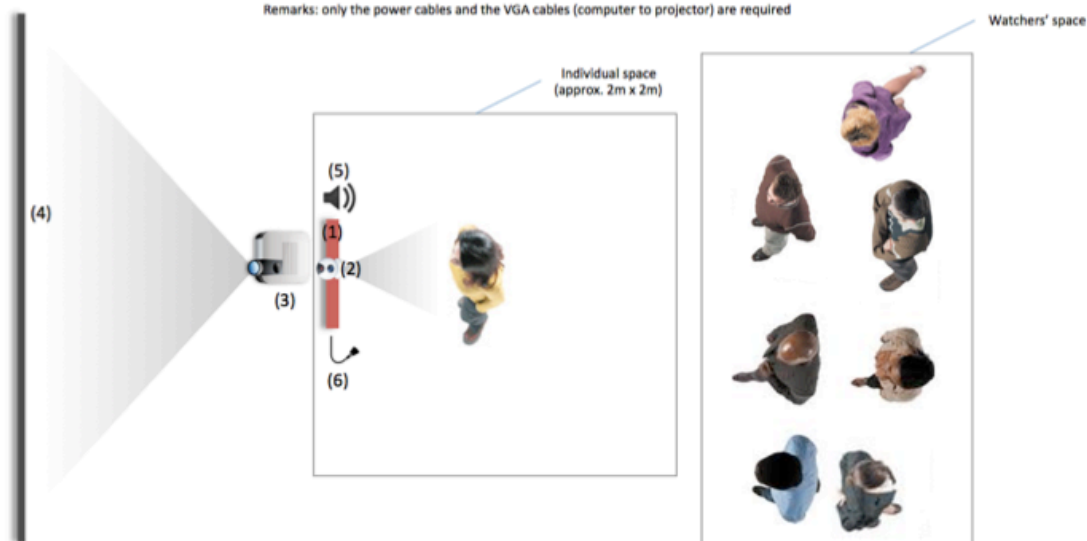 Remarks: only the power cables and the VGA cables (computer to projector) are required
Watchers' space
Individual space
(approx. 2m x 2m)
(5)
(4)
(1)
(2)
(3)
(6)